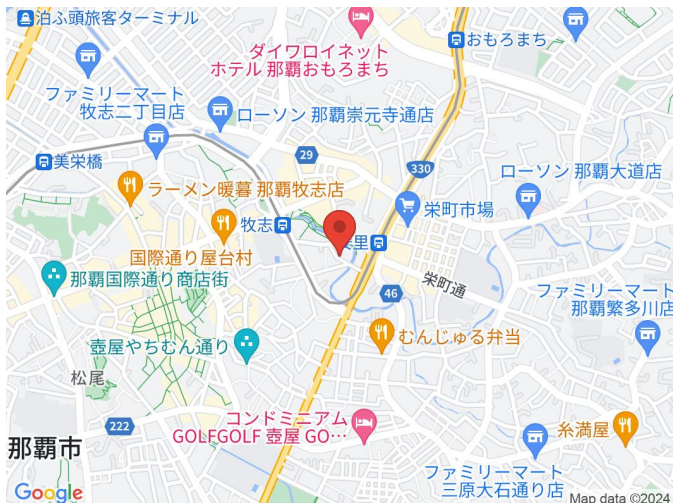 泊ふ頭旅客ターミナル
ダイワロイネット
ホテル 那覇おもろまち
おもろまち
ファミリーマート
牧志二丁目店
ローソン 那覇崇元寺通店
29
330
美栄橋
ローソン 那覇大道店
ラーメン暖暮 那覇牧志店
栄町市場
牧志
里
国際通り屋台村
那覇国際通り商店街
46
栄町通
ファミリーマート
那覇繁多川店
壺屋やちむん通り
むんじゅる弁当
松尾
コンドミニアム
GOLFGOLF 壺屋 GO…
222
糸満屋
那覇市
ファミリーマート
三原大石通り店
Google
Map data ©2024